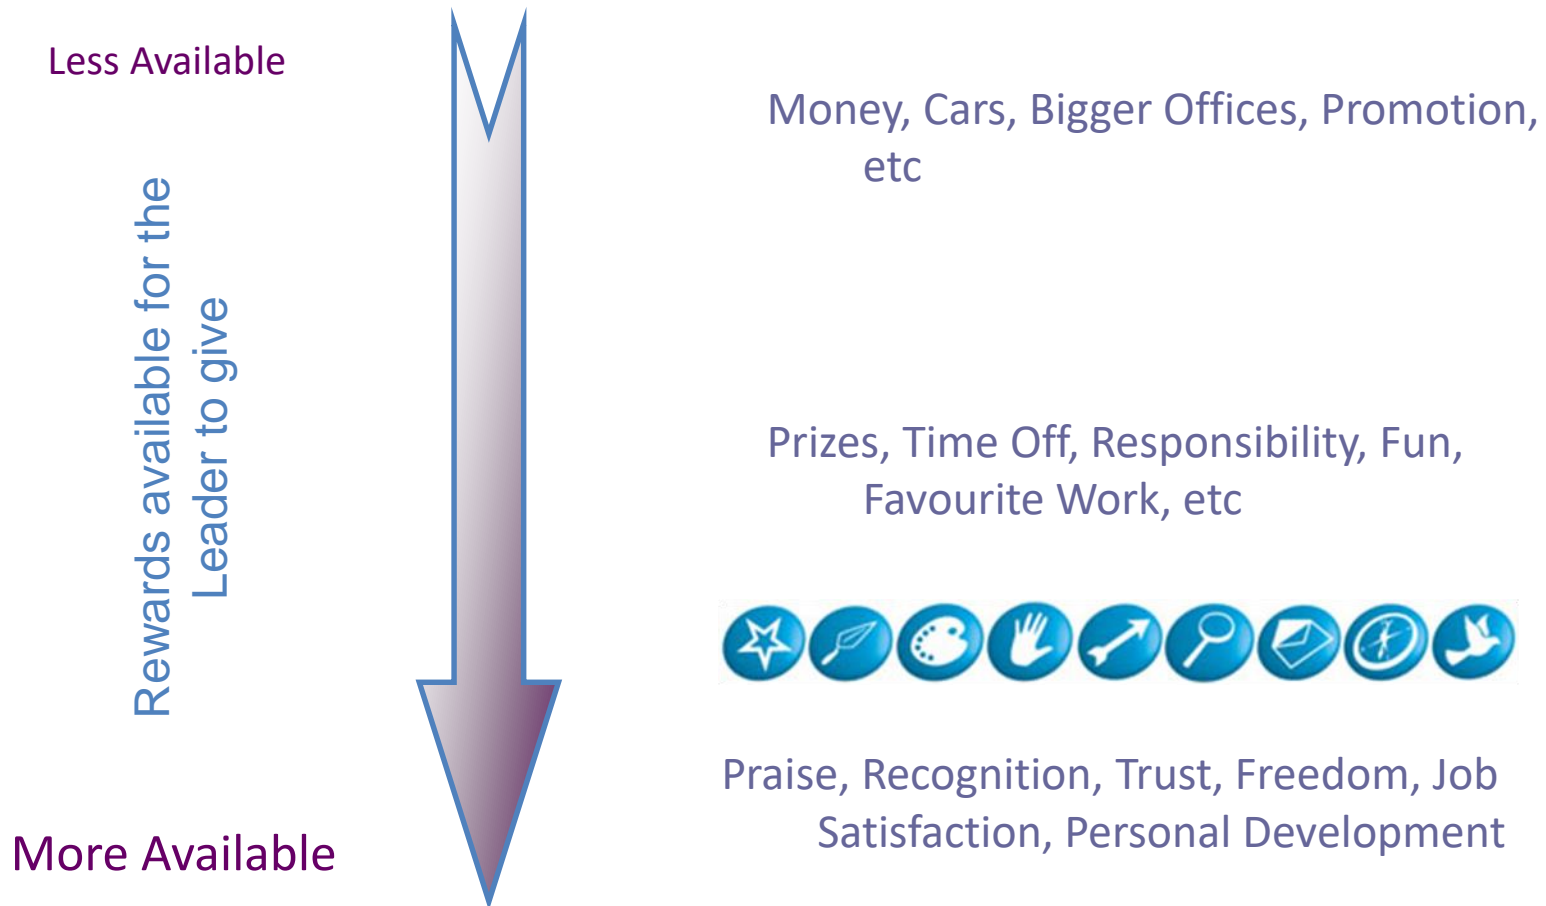 Less Available
Money, Cars, Bigger Offices, Promotion,
etc
Rewards available for the
Leader to give
Prizes, Time Off, Responsibility, Fun,
Favourite Work, etc
Praise, Recognition, Trust, Freedom, Job
Satisfaction, Personal Development
More Available